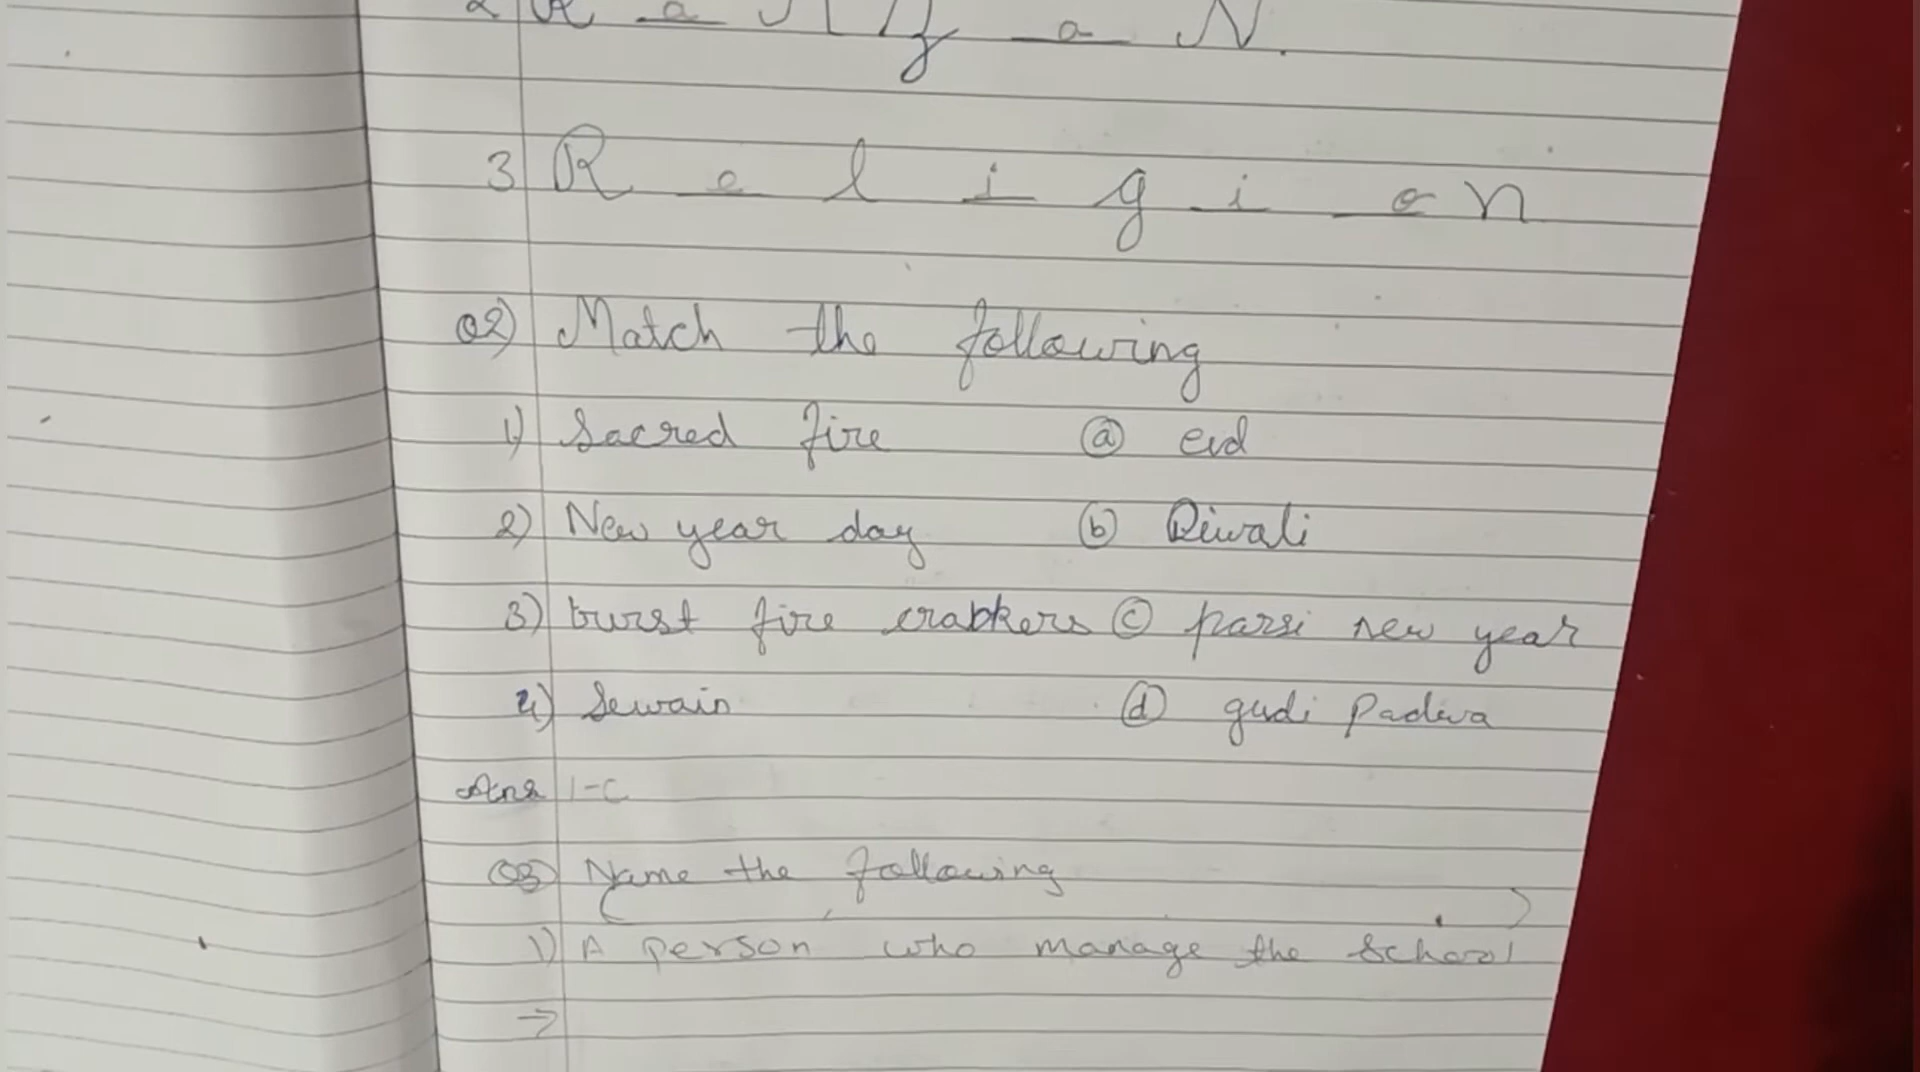 3 R e l i g i o n
Q2) Match the following
1) Sacred fire (a) eid
2) New year day (b) Diwali
3) burst fire crabkers (c) parsi new year
4) Sewain (d) gudi Padwa
Ans 1-C
Q3) Name the following
( , )
1) A person who manage the School
→